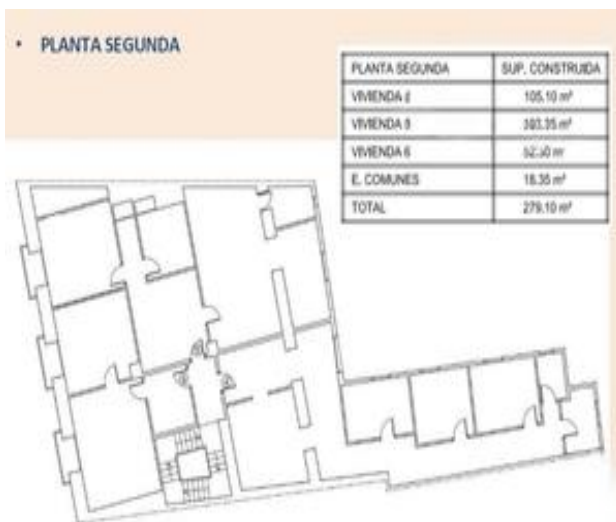 • PLANTA SEGUNDA
PLANTA SEGUNDA SUP. CONSTRUIDA
VIVIENDA 105.10 m²
VIVIENDA
VIVIENDA 6
E. COMUNES 18.35 m²
TOTAL 279.10 m²